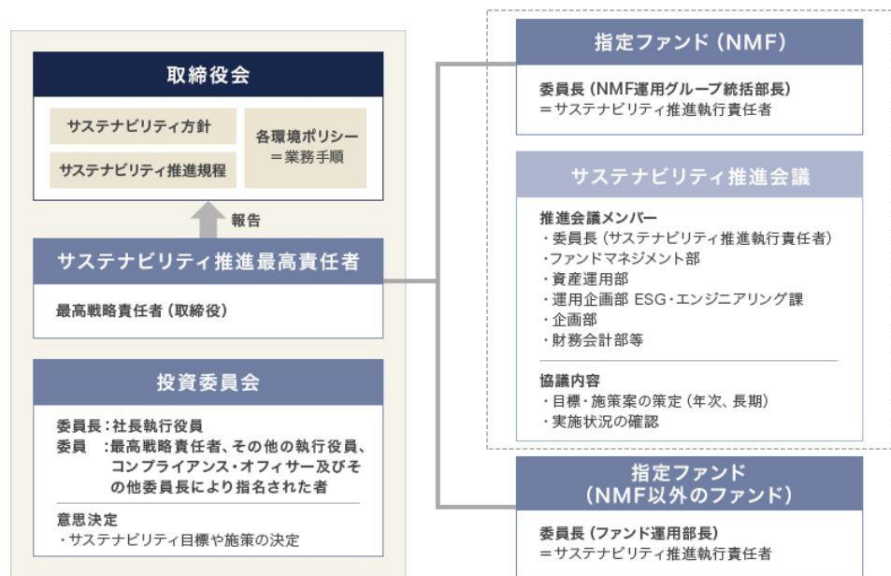 取締役会
サステナビリティ方針
サステナビリティ推進規程
各環境ポリシー
＝業務手順
報告
サステナビリティ推進最高責任者
最高戦略責任者（取締役）
投資委員会
委員長：社長執行役員
委員　：最高戦略責任者、その他の執行役員、
コンプライアンス・オフィサー及びそ
の他委員長により指名された者
意思決定
・サステナビリティ目標や施策の決定
指定ファンド（NMF）
委員長（NMF運用グループ統括部長）
＝サステナビリティ推進執行責任者
サステナビリティ推進会議
推進会議メンバー
・委員長（サステナビリティ推進執行責任者）
・ファンドマネジメント部
・資産運用部
・運用企画部 ESG・エンジニアリング課
・企画部
・財務会計部等
協議内容
・目標・施策案の策定（年次、長期）
・実施状況の確認
指定ファンド
（NMF以外のファンド）
委員長（ファンド運用部長）
＝サステナビリティ推進執行責任者